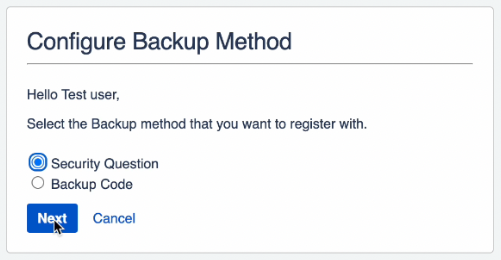 Configure Backup Method
Hello Test user,
Select the Backup method that you want to register with.
Security Question
Backup Code
Next Cancel